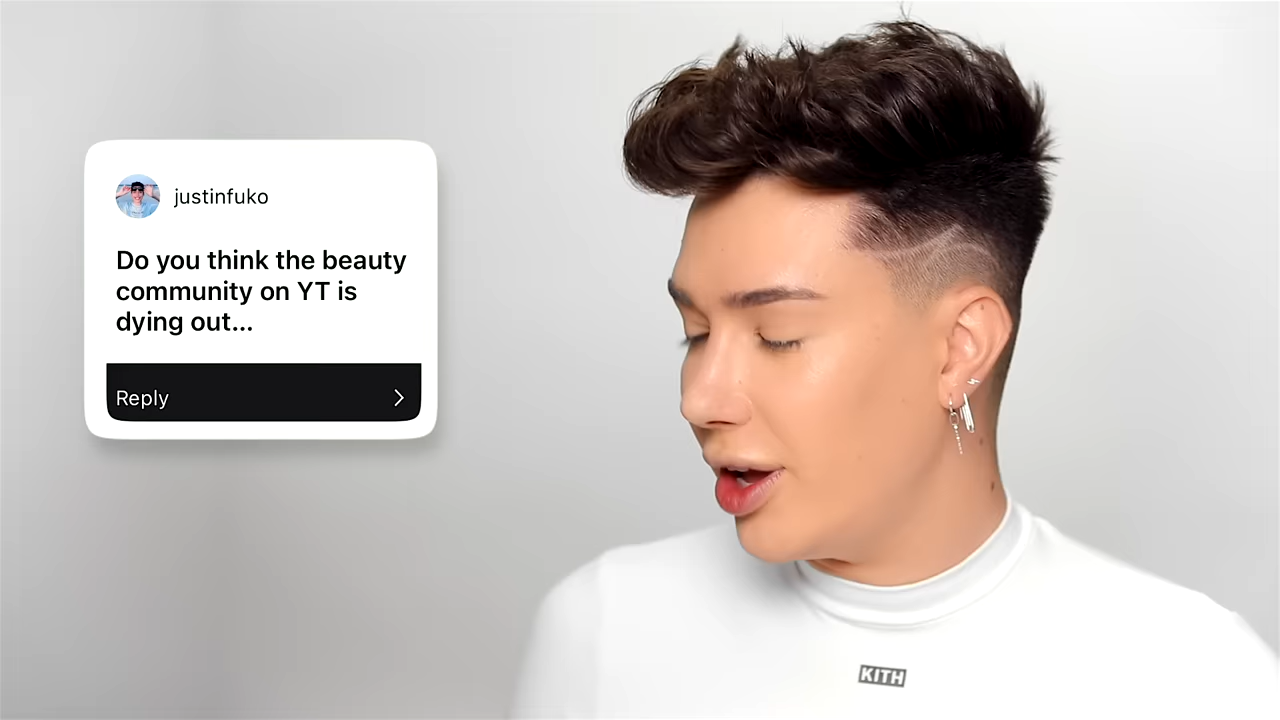 justinfuko
Do you think the beauty
community on YT is
dying out...
Reply
KITH